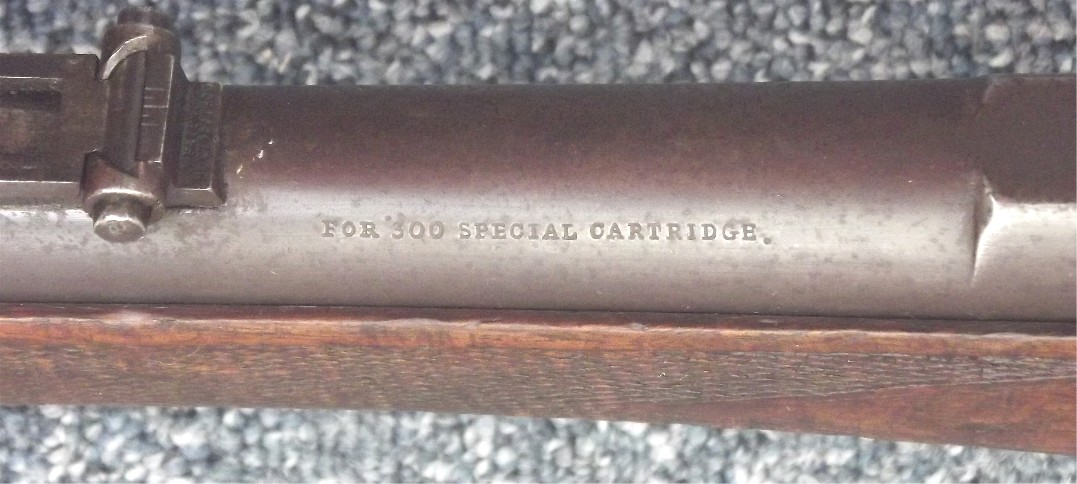 FOR '300 SPECIAL CARTRIDGE.